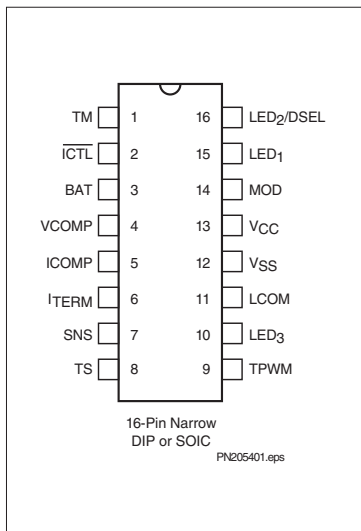 TM 1 16 LED2/DSEL
ICTL 2 15 LED1
BAT 3 14 MOD
VCOMP 4 13 VCC
ICOMP 5 12 VSS
ITERM 6 11 LCOM
SNS 7 10 LED3
TS 8 9 TPWM
16-Pin Narrow
DIP or SOIC
PN205401.eps